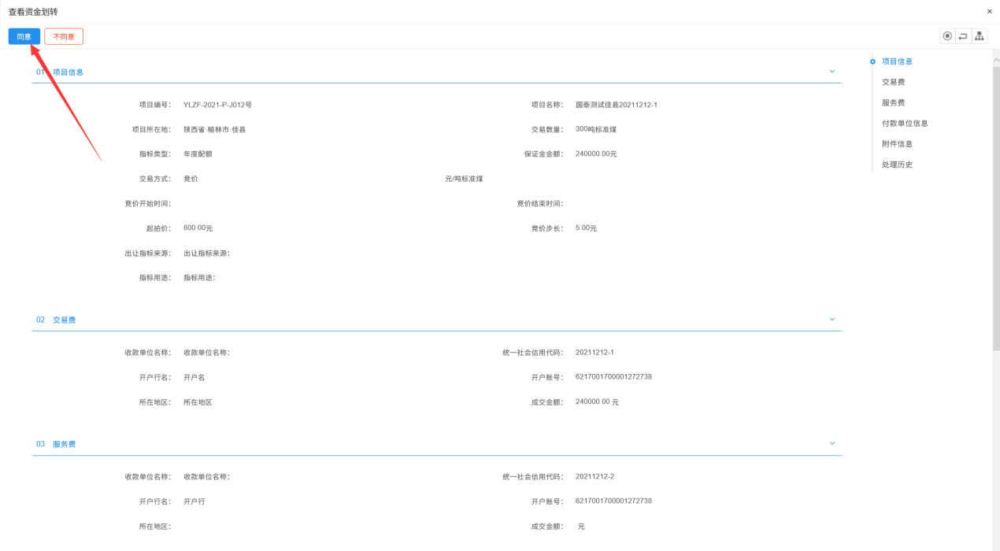 查看资金划转
×
同意 不同意
项目信息
交易费
服务费
付款单位信息
附件信息
处理历史
01 项目信息
项目编号： YLZF-2021-P-J012号 项目名称： 国泰测试佳县20211212-1
项目所在地： 陕西省·榆林市·佳县 交易数量： 300吨标准煤
指标类型： 年度配额 保证金金额： 240000.00元
交易方式： 竞价 元/吨标准煤
竞价开始时间： 竞价结束时间：
起拍价： 800.00元 竞价步长： 5.00元
出让指标来源： 出让指标来源：
指标用途： 指标用途：
02 交易费
收款单位名称： 收款单位名称： 统一社会信用代码： 20211212-1
开户行名： 开户名 开户账号： 6217001700001272738
所在地区： 所在地区 成交金额： 240000.00 元
03 服务费
收款单位名称： 收款单位名称： 统一社会信用代码： 20211212-2
开户行名： 开户行 开户账号： 6217001700001272738
所在地区： 成交金额： 元